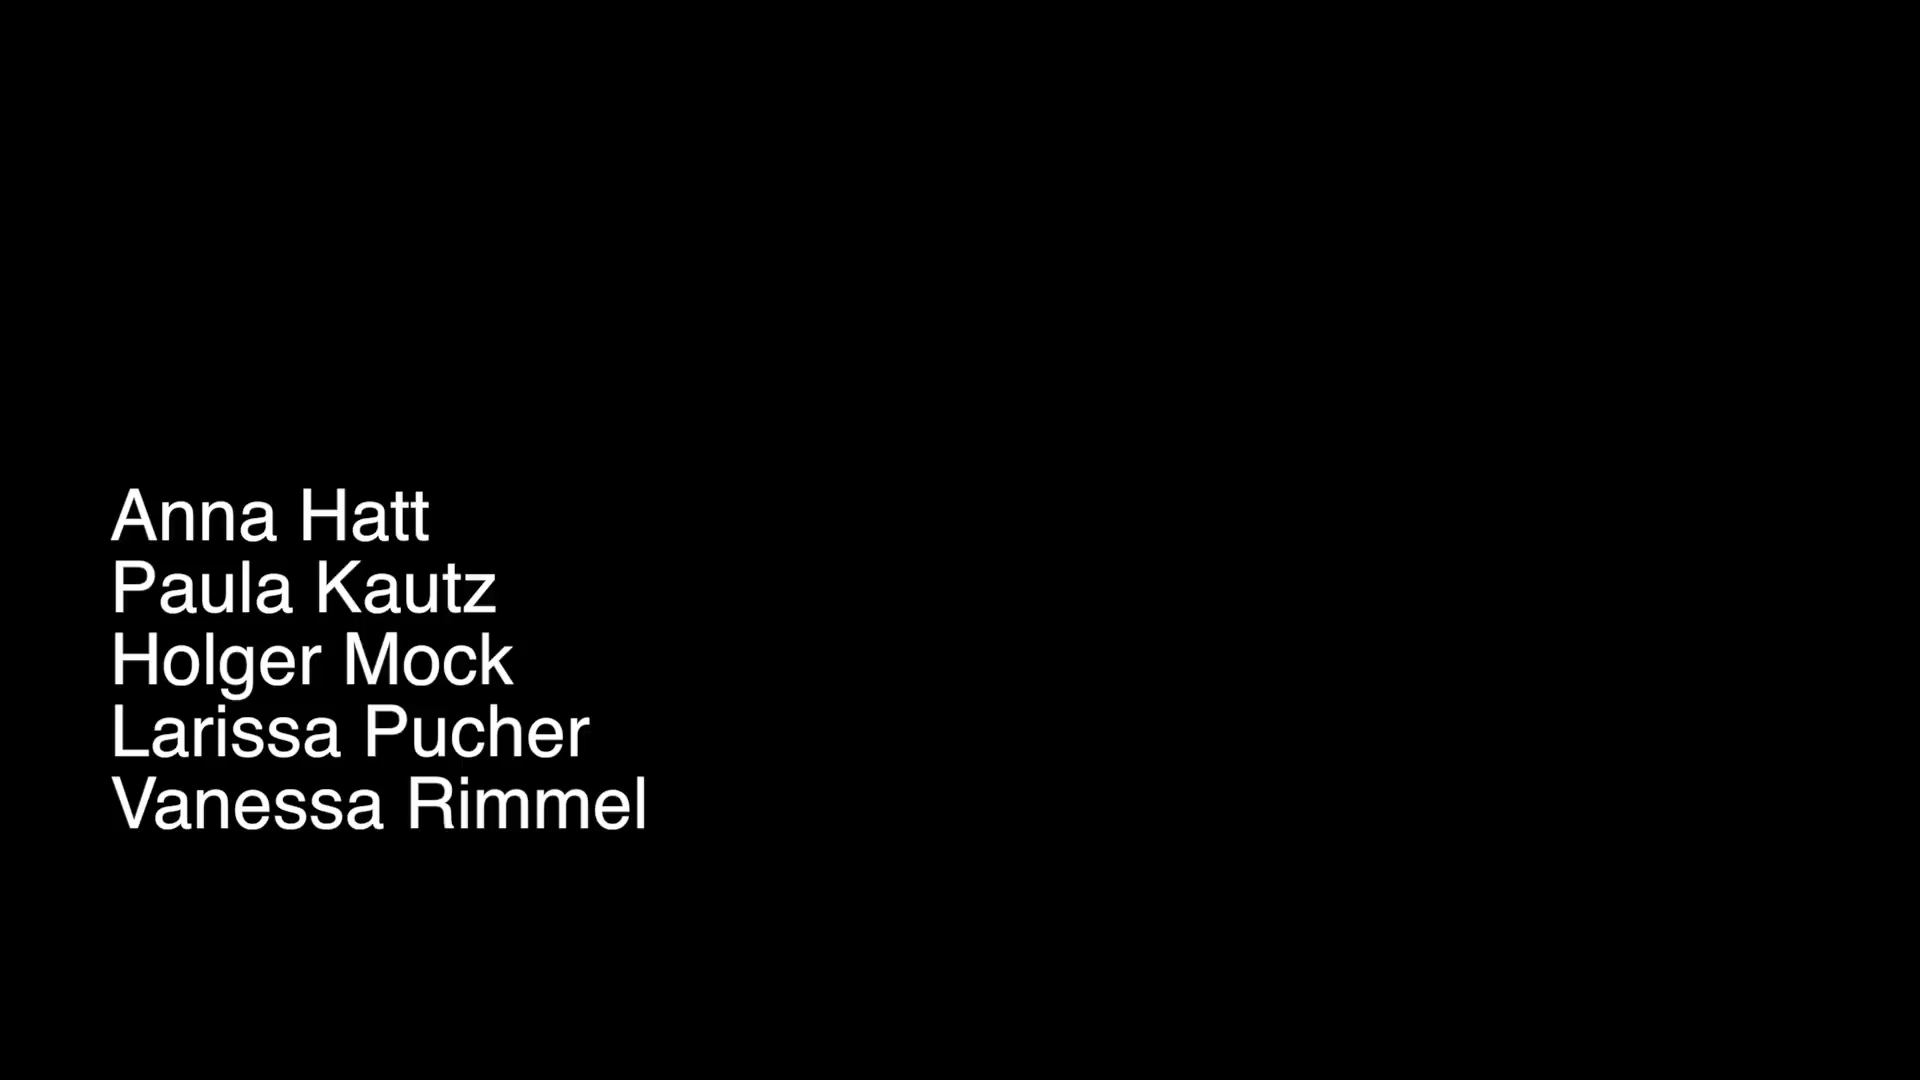 Anna Hatt
Paula Kautz
Holger Mock
Larissa Pucher
Vanessa Rimmel